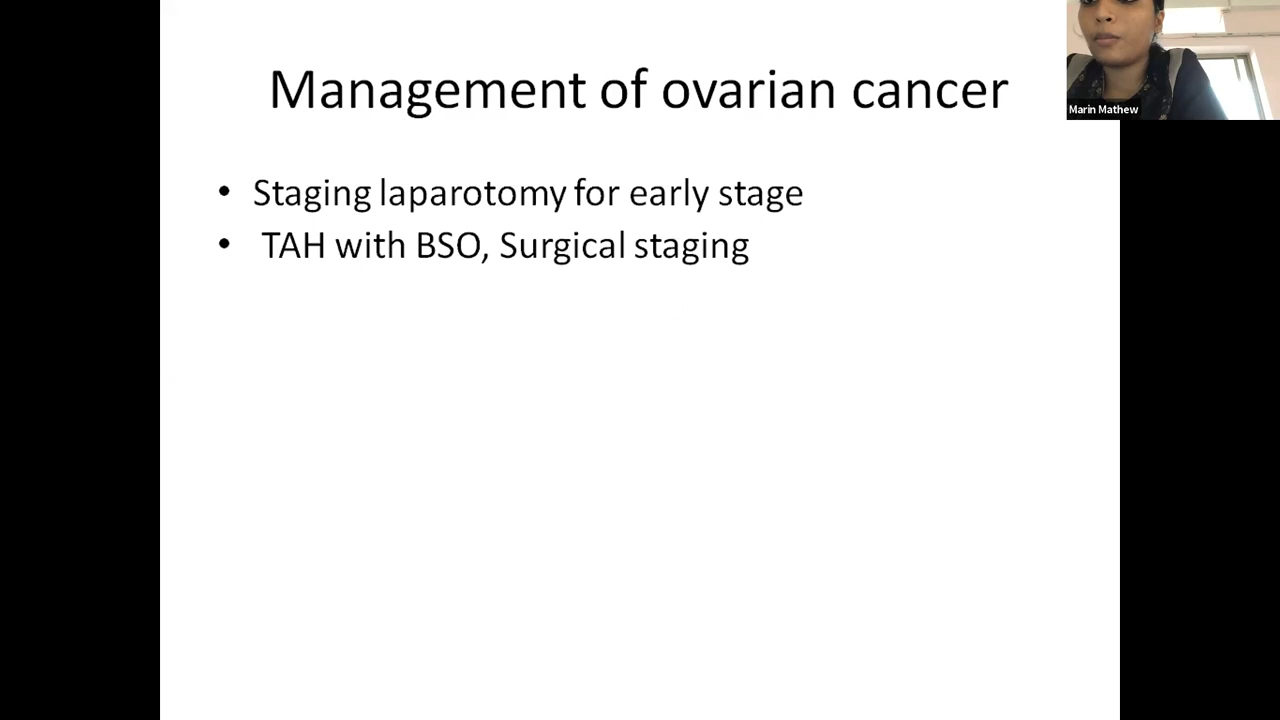 Management of ovarian cancer
Marin Mathew
• Staging laparotomy for early stage
• TAH with BSO, Surgical staging